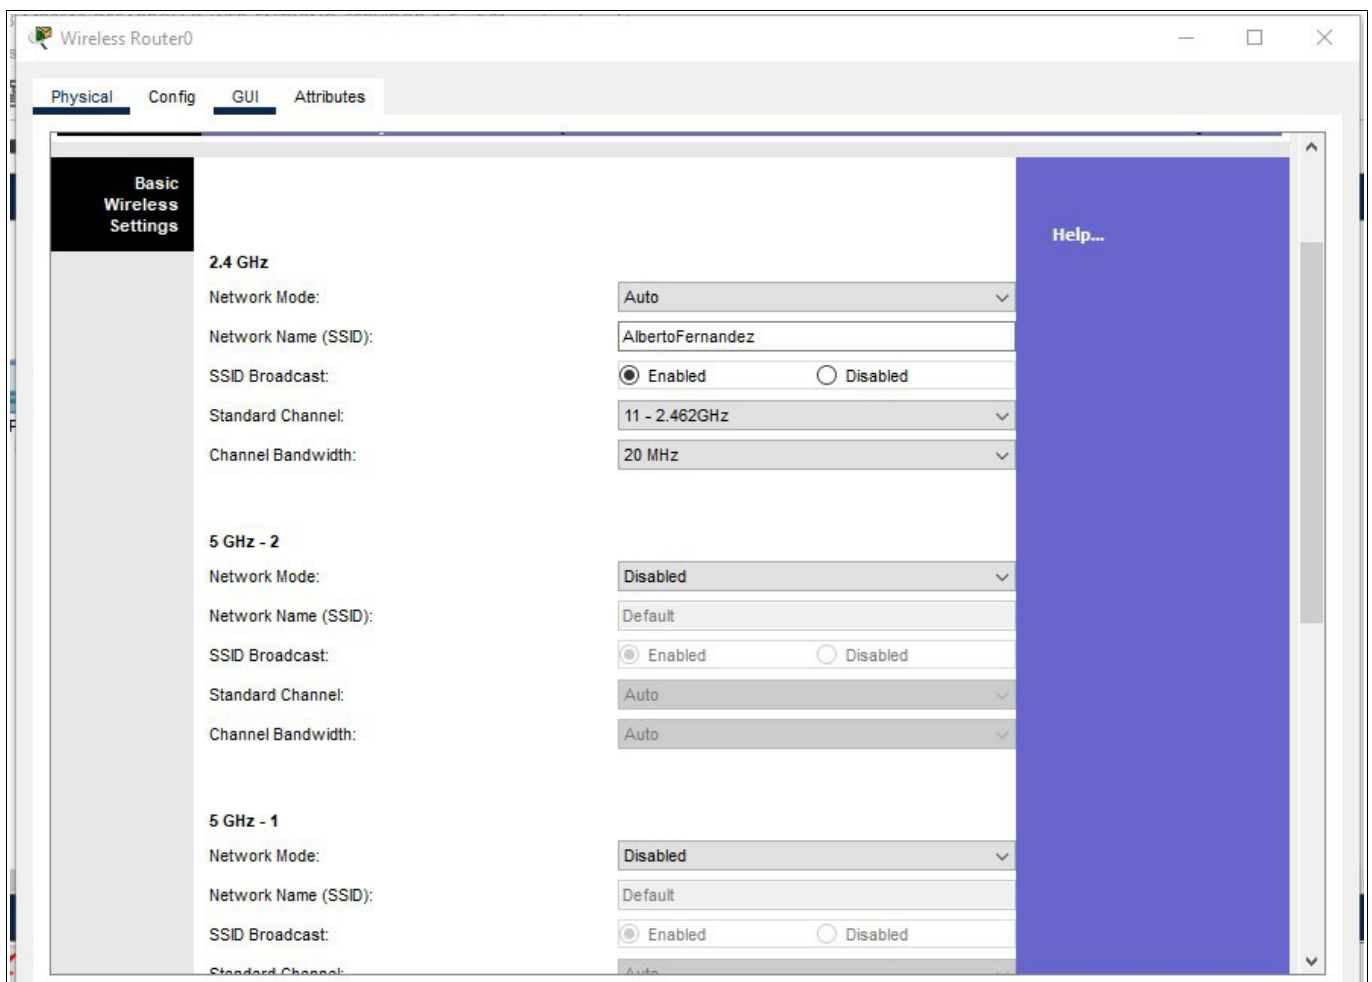 Wireless Router0
Physical Config GUI Attributes
Basic
Wireless
Settings
Help...
2.4 GHz
Network Mode: Auto
Network Name (SSID): AlbertoFernandez
SSID Broadcast: Enabled Disabled
Standard Channel: 11 - 2.462GHz
Channel Bandwidth: 20 MHz
5 GHz - 2
Network Mode: Disabled
Network Name (SSID): Default
SSID Broadcast: Enabled Disabled
Standard Channel: Auto
Channel Bandwidth: Auto
5 GHz - 1
Network Mode: Disabled
Network Name (SSID): Default
SSID Broadcast: Enabled Disabled
Standard Channel: Auto